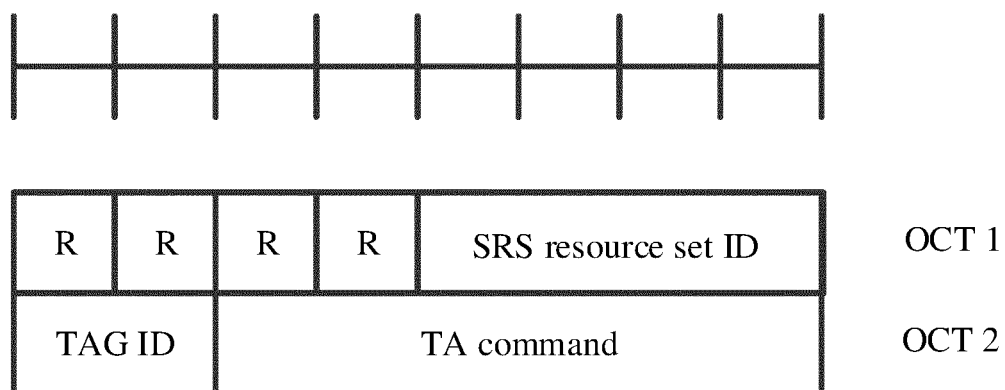 R R R R SRS resource set ID OCT 1
TAG ID TA command OCT 2